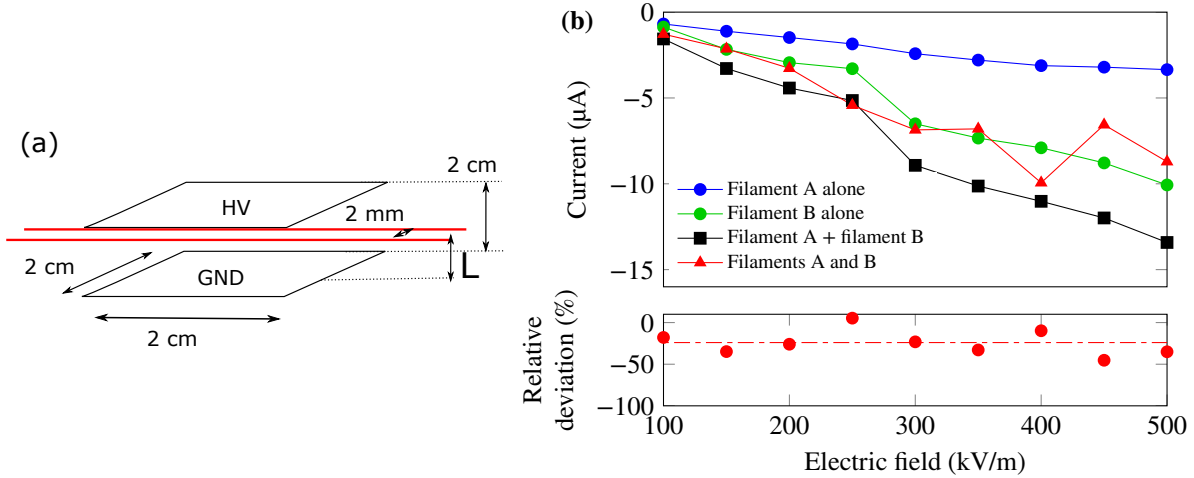 (a)
2 cm
HV
2 mm
2 cm
GND
L
2 cm
(b)
0
−5
−10
−15
Current (µA)
Filament A alone
Filament B alone
Filament A + filament B
Filaments A and B
0
−50
−100
Relative
deviation (%)
100
200
300
400
500
Electric field (kV/m)